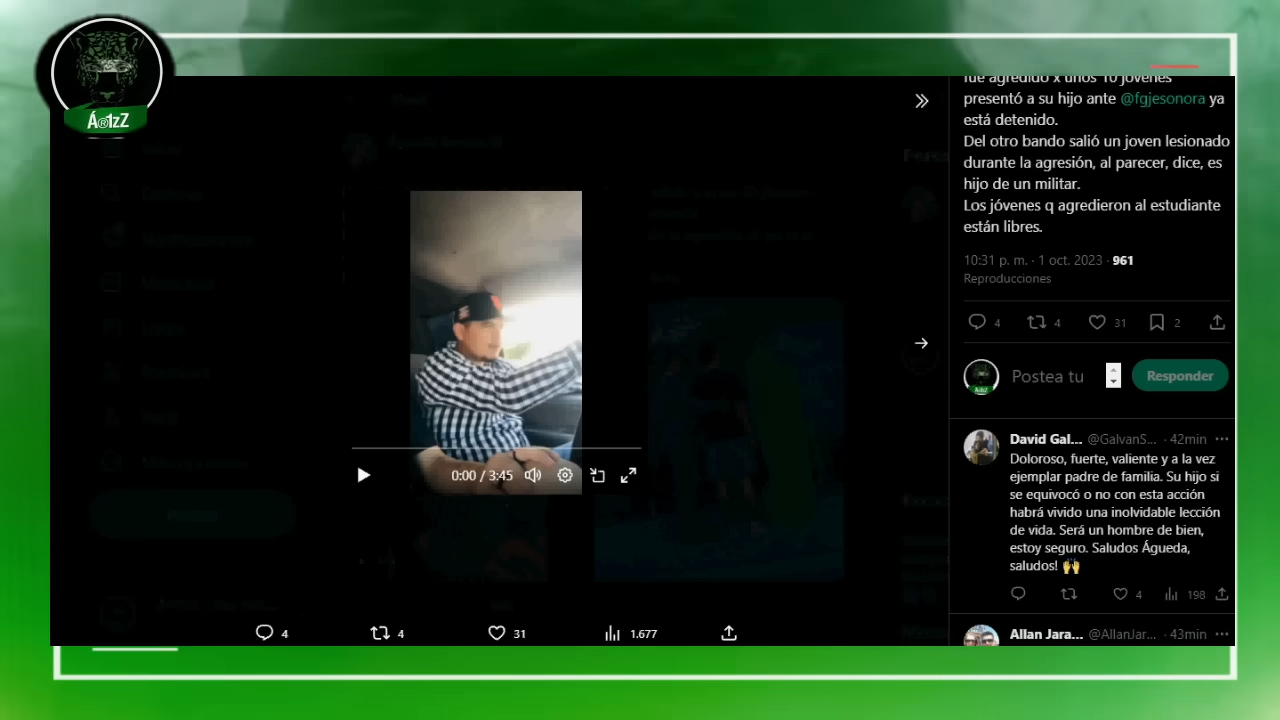 Á®1zZ
fue agredido x unos 10 jóvenes
presentó a su hijo ante @fgjesonora ya
está detenido.
Del otro bando salió un joven lesionado
durante la agresión, al parecer, dice, es
hijo de un militar.
Los jóvenes q agredieron al estudiante
están libres.
10:31 p. m. · 1 oct. 2023 · 961
Reproducciones
4 4 31 2
Postea tu
Responder
David Gal... @GalvanS... · 42min
Doloroso, fuerte, valiente y a la vez
ejemplar padre de familia. Su hijo si
se equivocó o no con esta acción
habrá vivido una inolvidable lección
de vida. Será un hombre de bien,
estoy seguro. Saludos Águeda,
saludos! 🙌
4 198
Allan Jara... @AllanJar... · 43min
0:00 / 3:45
4 4 31 1.677